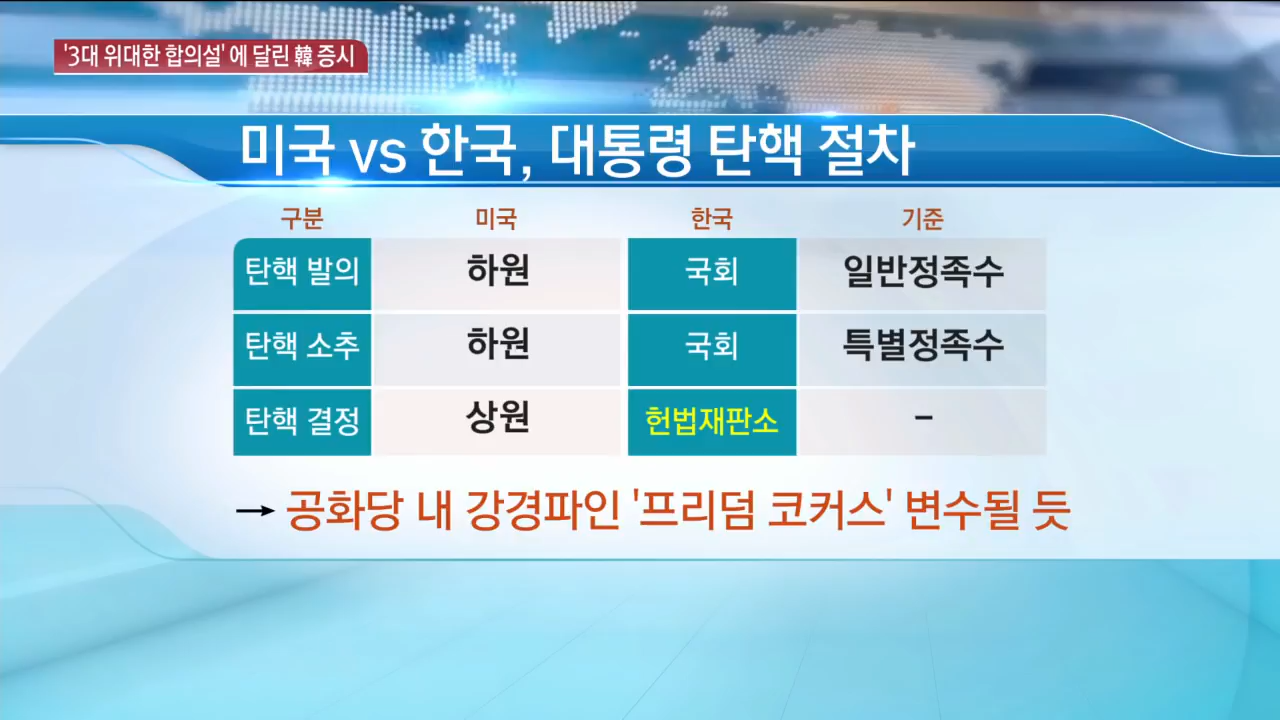 '3대 위대한 합의설' 에 달린 韓 증시
미국 vs 한국, 대통령 탄핵 절차
구분 미국 한국 기준
탄핵 발의 하원 국회 일반정족수
탄핵 소추 하원 국회 특별정족수
탄핵 결정 상원 헌법재판소 –
→ 공화당 내 강경파인 '프리덤 코커스' 변수될 듯